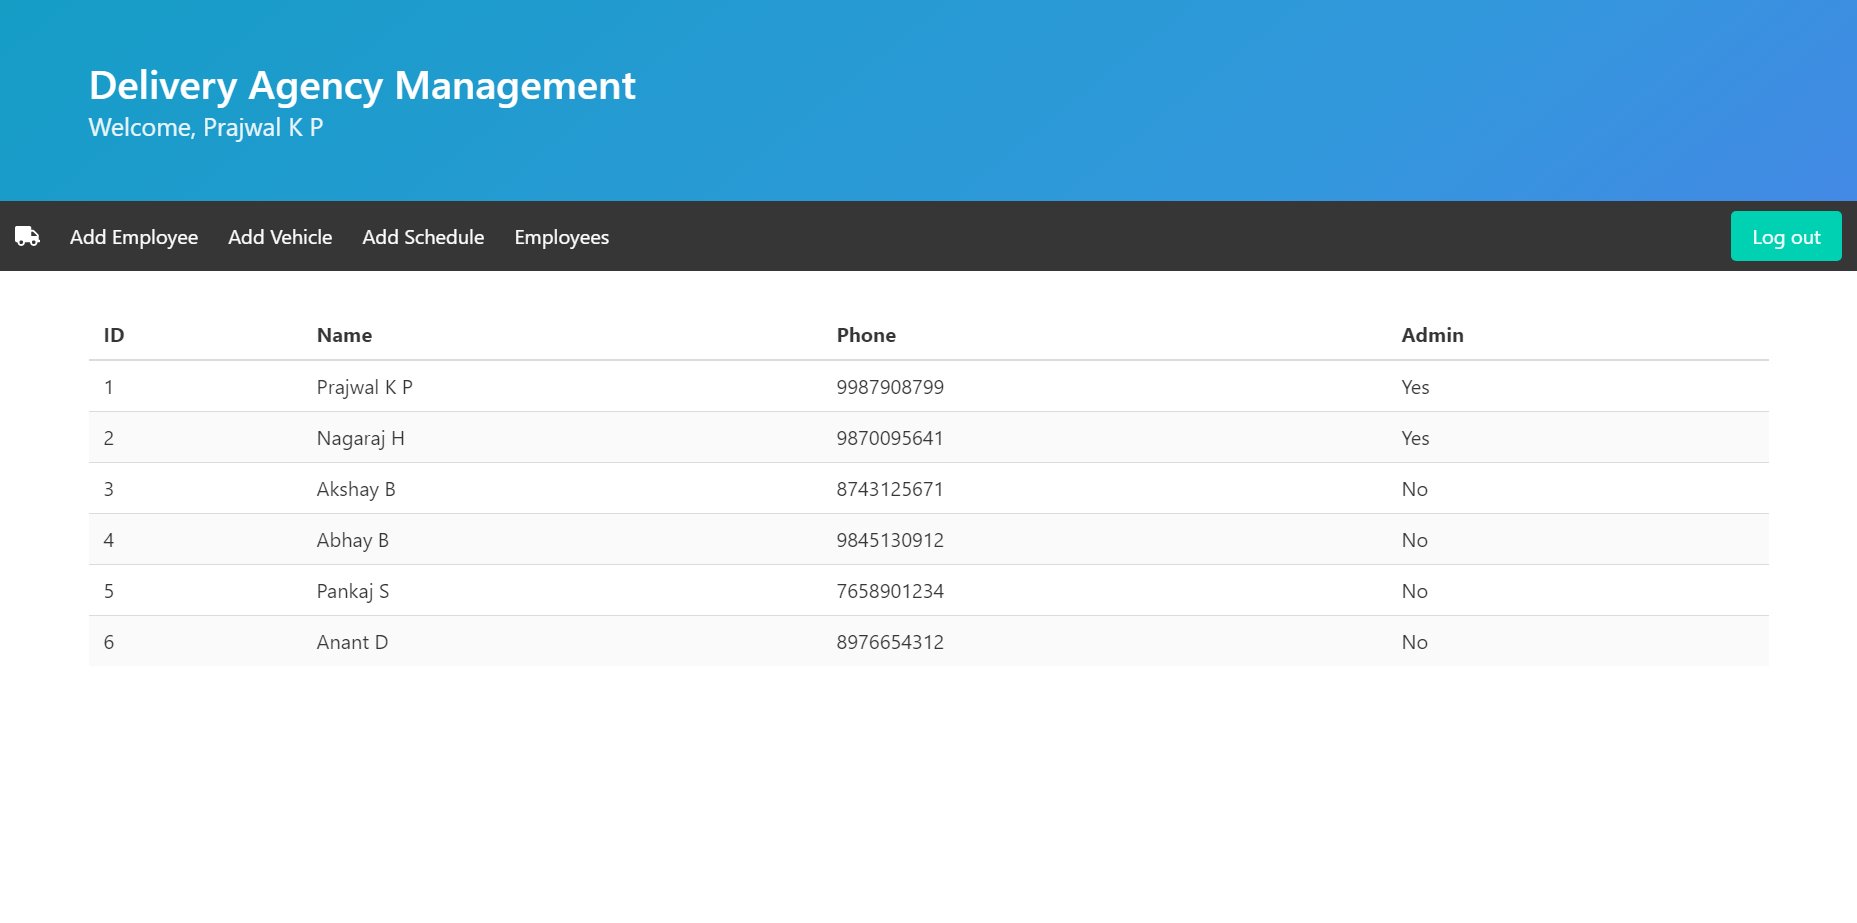 Delivery Agency Management
Welcome, Prajwal K P
Add Employee Add Vehicle Add Schedule Employees Log out
ID Name Phone Admin
1 Prajwal K P 9987908799 Yes
2 Nagaraj H 9870095641 Yes
3 Akshay B 8743125671 No
4 Abhay B 9845130912 No
5 Pankaj S 7658901234 No
6 Anant D 8976654312 No